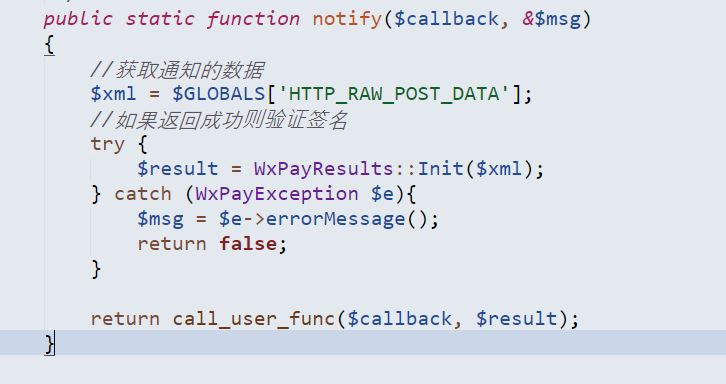 public static function notify($callback, &$msg)
{
//获取通知的数据
$xml = $GLOBALS['HTTP_RAW_POST_DATA'];
//如果返回成功则验证签名
try {
$result = WxPayResults::Init($xml);
} catch (WxPayException $e){
$msg = $e->errorMessage();
return false;
}
return call_user_func($callback, $result);
}